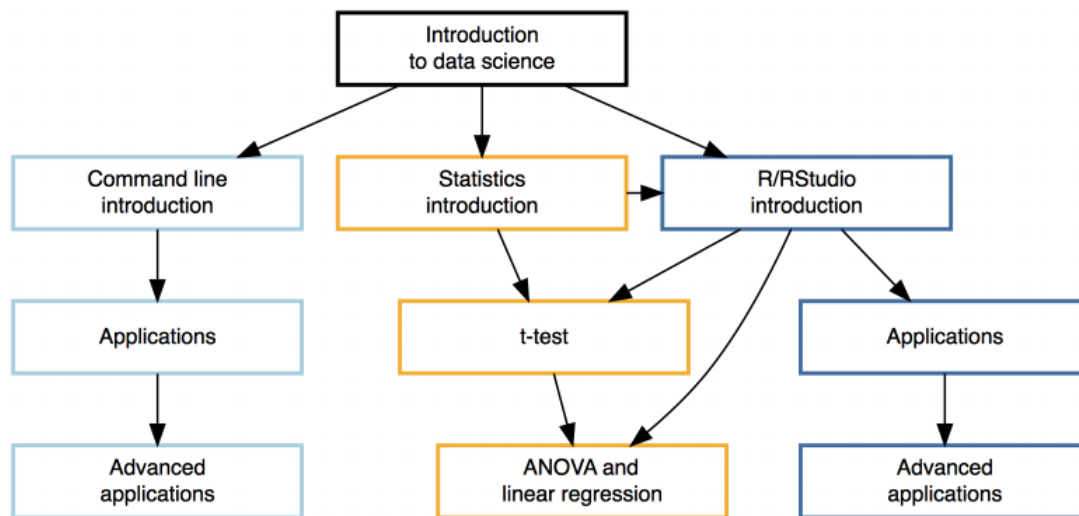 Introduction
to data science
Command line
introduction
Statistics
introduction
R/RStudio
introduction
Applications
t-test
Applications
Advanced
applications
ANOVA and
linear regression
Advanced
applications